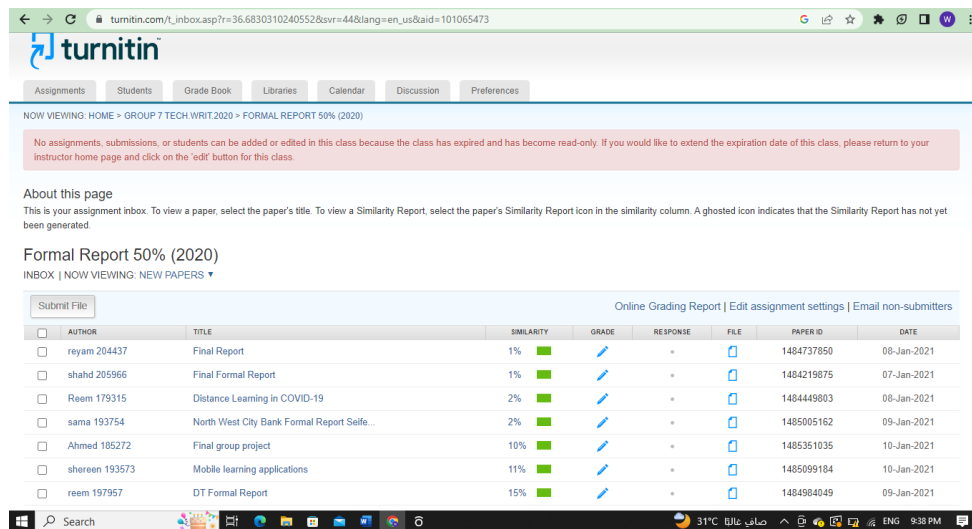 turnitin.com/t_inbox.asp?r=36.6830310240552&svr=44&lang=en_us&aid=101065473
W
turnitin
Assignments Students Grade Book Libraries Calendar Discussion Preferences
NOW VIEWING: HOME > GROUP 7 TECH.WRIT.2020 > FORMAL REPORT 50% (2020)
No assignments, submissions, or students can be added or edited in this class because the class has expired and has become read-only. If you would like to extend the expiration date of this class, please return to your
instructor home page and click on the 'edit' button for this class.
About this page
This is your assignment inbox. To view a paper, select the paper's title. To view a Similarity Report, select the paper's Similarity Report icon in the similarity column. A ghosted icon indicates that the Similarity Report has not yet
been generated.
Formal Report 50% (2020)
INBOX | NOW VIEWING: NEW PAPERS ▼
Submit File Online Grading Report | Edit assignment settings | Email non-submitters
AUTHOR TITLE SIMILARITY GRADE RESPONSE FILE PAPER ID DATE
reyam 204437 Final Report 1% 1484737850 08-Jan-2021
shahd 205966 Final Formal Report 1% 1484219875 07-Jan-2021
Reem 179315 Distance Learning in COVID-19 2% 1484449803 08-Jan-2021
sama 193754 North West City Bank Formal Report Seife... 2% 1485005162 09-Jan-2021
Ahmed 185272 Final group project 10% 1485351035 10-Jan-2021
shereen 193573 Mobile learning applications 11% 1485099184 10-Jan-2021
reem 197957 DT Formal Report 15% 1484984049 09-Jan-2021
Search 31°C صافي غالبًا ENG 9:38 PM